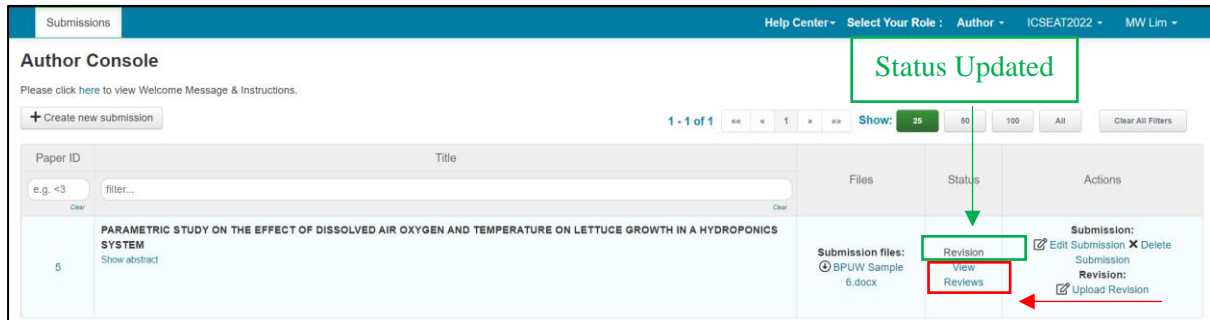 Submissions
Help Center Select Your Role : Author ICSEAT2022 MW Lim
Author Console
Status Updated
Please click here to view Welcome Message & Instructions.
+ Create new submission
1 - 1 of 1 «« « 1 » »» Show: 25 50 100 All Clear All Filters
Paper ID Title Files Status Actions
e.g. <3 filter...
Clear Clear
PARAMETRIC STUDY ON THE EFFECT OF DISSOLVED AIR OXYGEN AND TEMPERATURE ON LETTUCE GROWTH IN A HYDROPONICS
SYSTEM
Show abstract
5
Submission files:
BPUW Sample
6.docx
Revision
View
Reviews
Submission:
Edit Submission X Delete
Submission
Revision:
Upload Revision